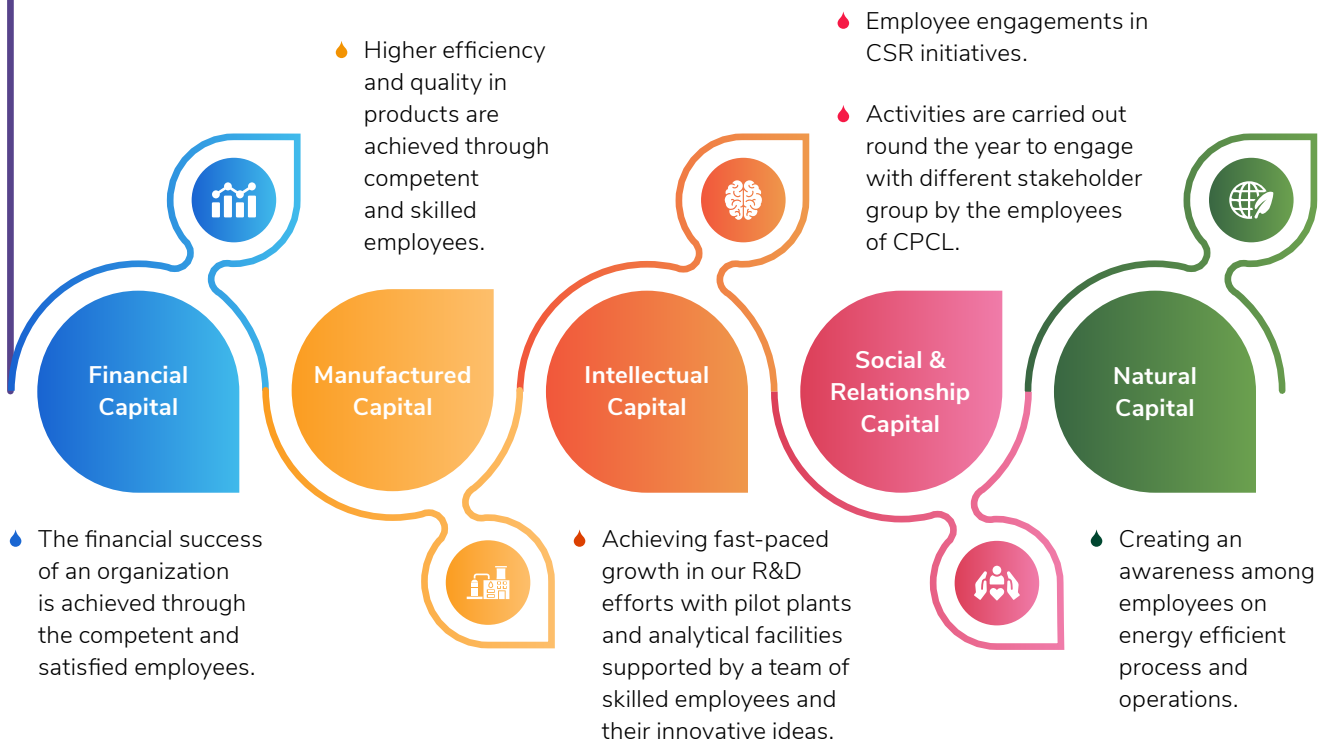 Financial
Capital
The financial success
of an organization
is achieved through
the competent and
satisfied employees.
Higher efficiency
and quality in
products are
achieved through
competent
and skilled
employees.
Manufactured
Capital
Intellectual
Capital
Achieving fast-paced
growth in our R&D
efforts with pilot plants
and analytical facilities
supported by a team of
skilled employees and
their innovative ideas.
Employee engagements in
CSR initiatives.
Activities are carried out
round the year to engage
with different stakeholder
group by the employees
of CPCL.
Social &
Relationship
Capital
Natural
Capital
Creating an
awareness among
employees on
energy efficient
process and
operations.